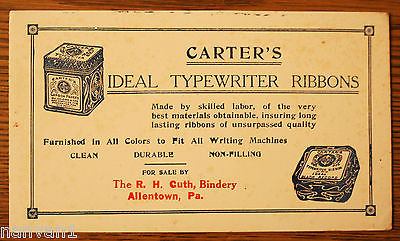 CARTER'S
IDEAL TYPEWRITER RIBBONS
Made by skilled labor, of the very
best materials obtainable, insuring long
lasting ribbons of unsurpassed quality
Furnished in All Colors to Fit All Writing Machines
CLEAN DURABLE NON-FILLING
FOR SALE BY
The R. H. Guth, Bindery
Allentown, Pa.
CARTER'S